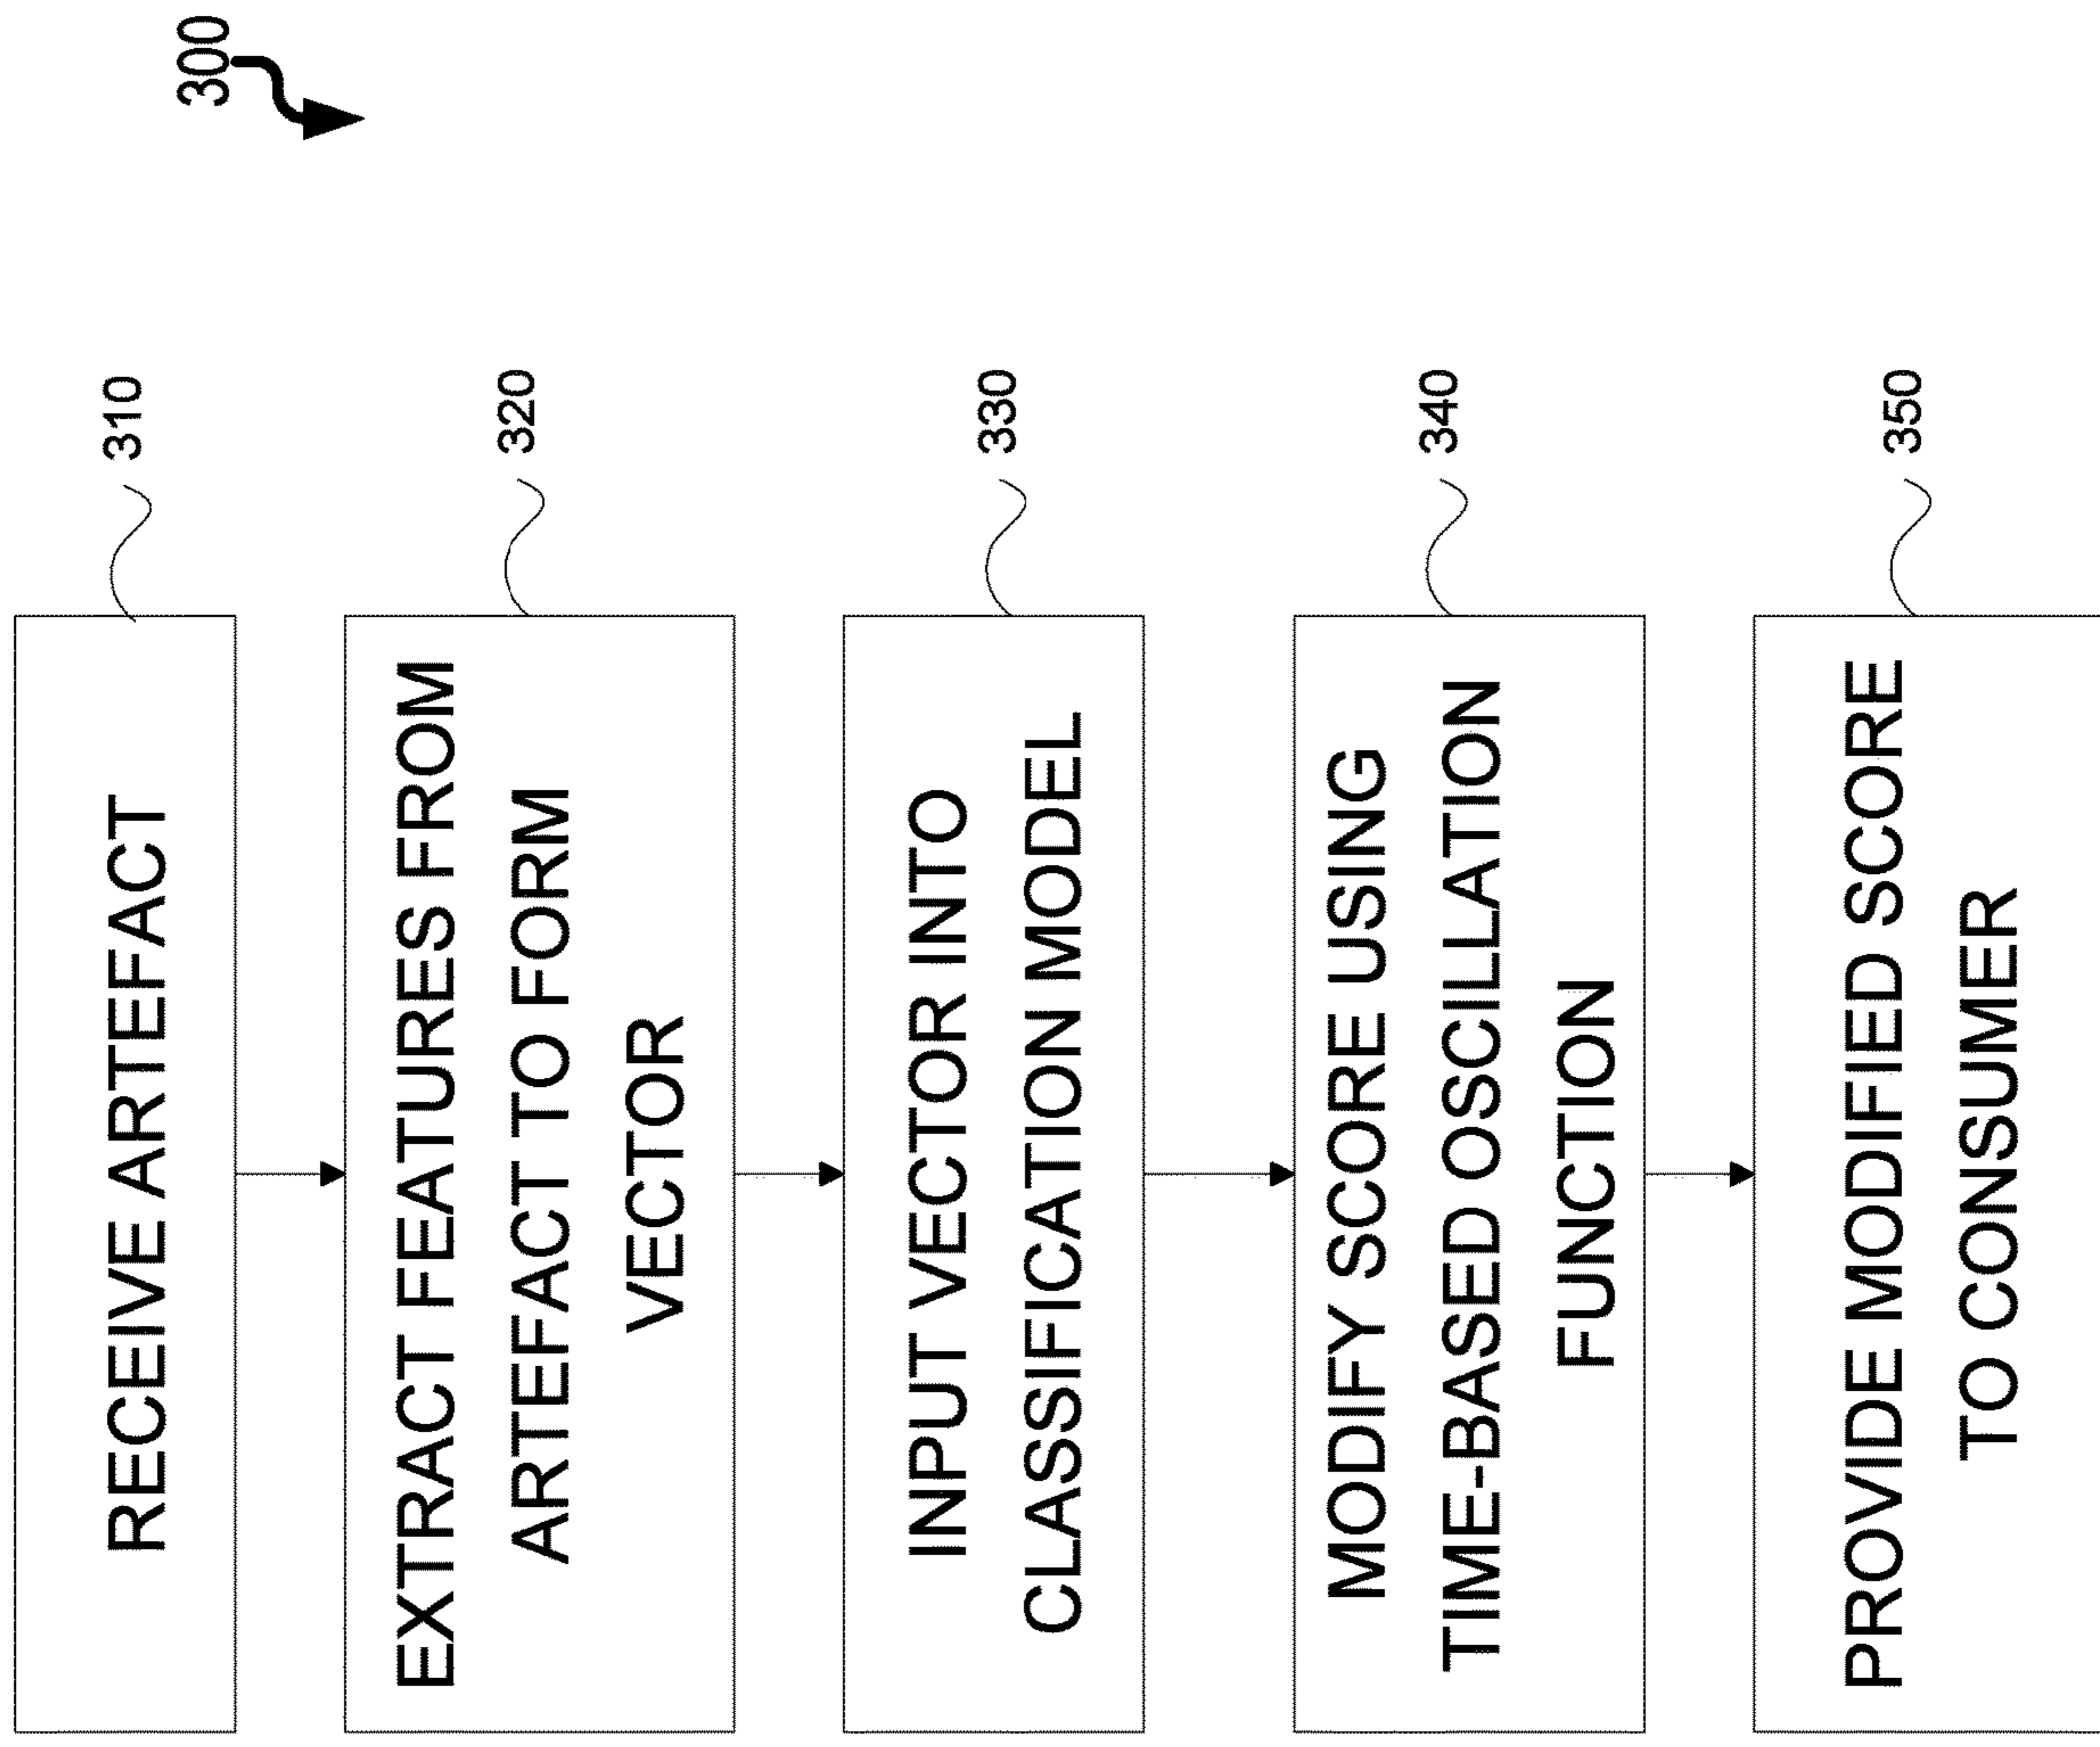 300
RECEIVE ARTEFACT
310
EXTRACT FEATURES FROM
ARTEFACT TO FORM
VECTOR
320
INPUT VECTOR INTO
CLASSIFICATION MODEL
330
MODIFY SCORE USING
TIME-BASED OSCILLATION
FUNCTION
340
PROVIDE MODIFIED SCORE
TO CONSUMER
350